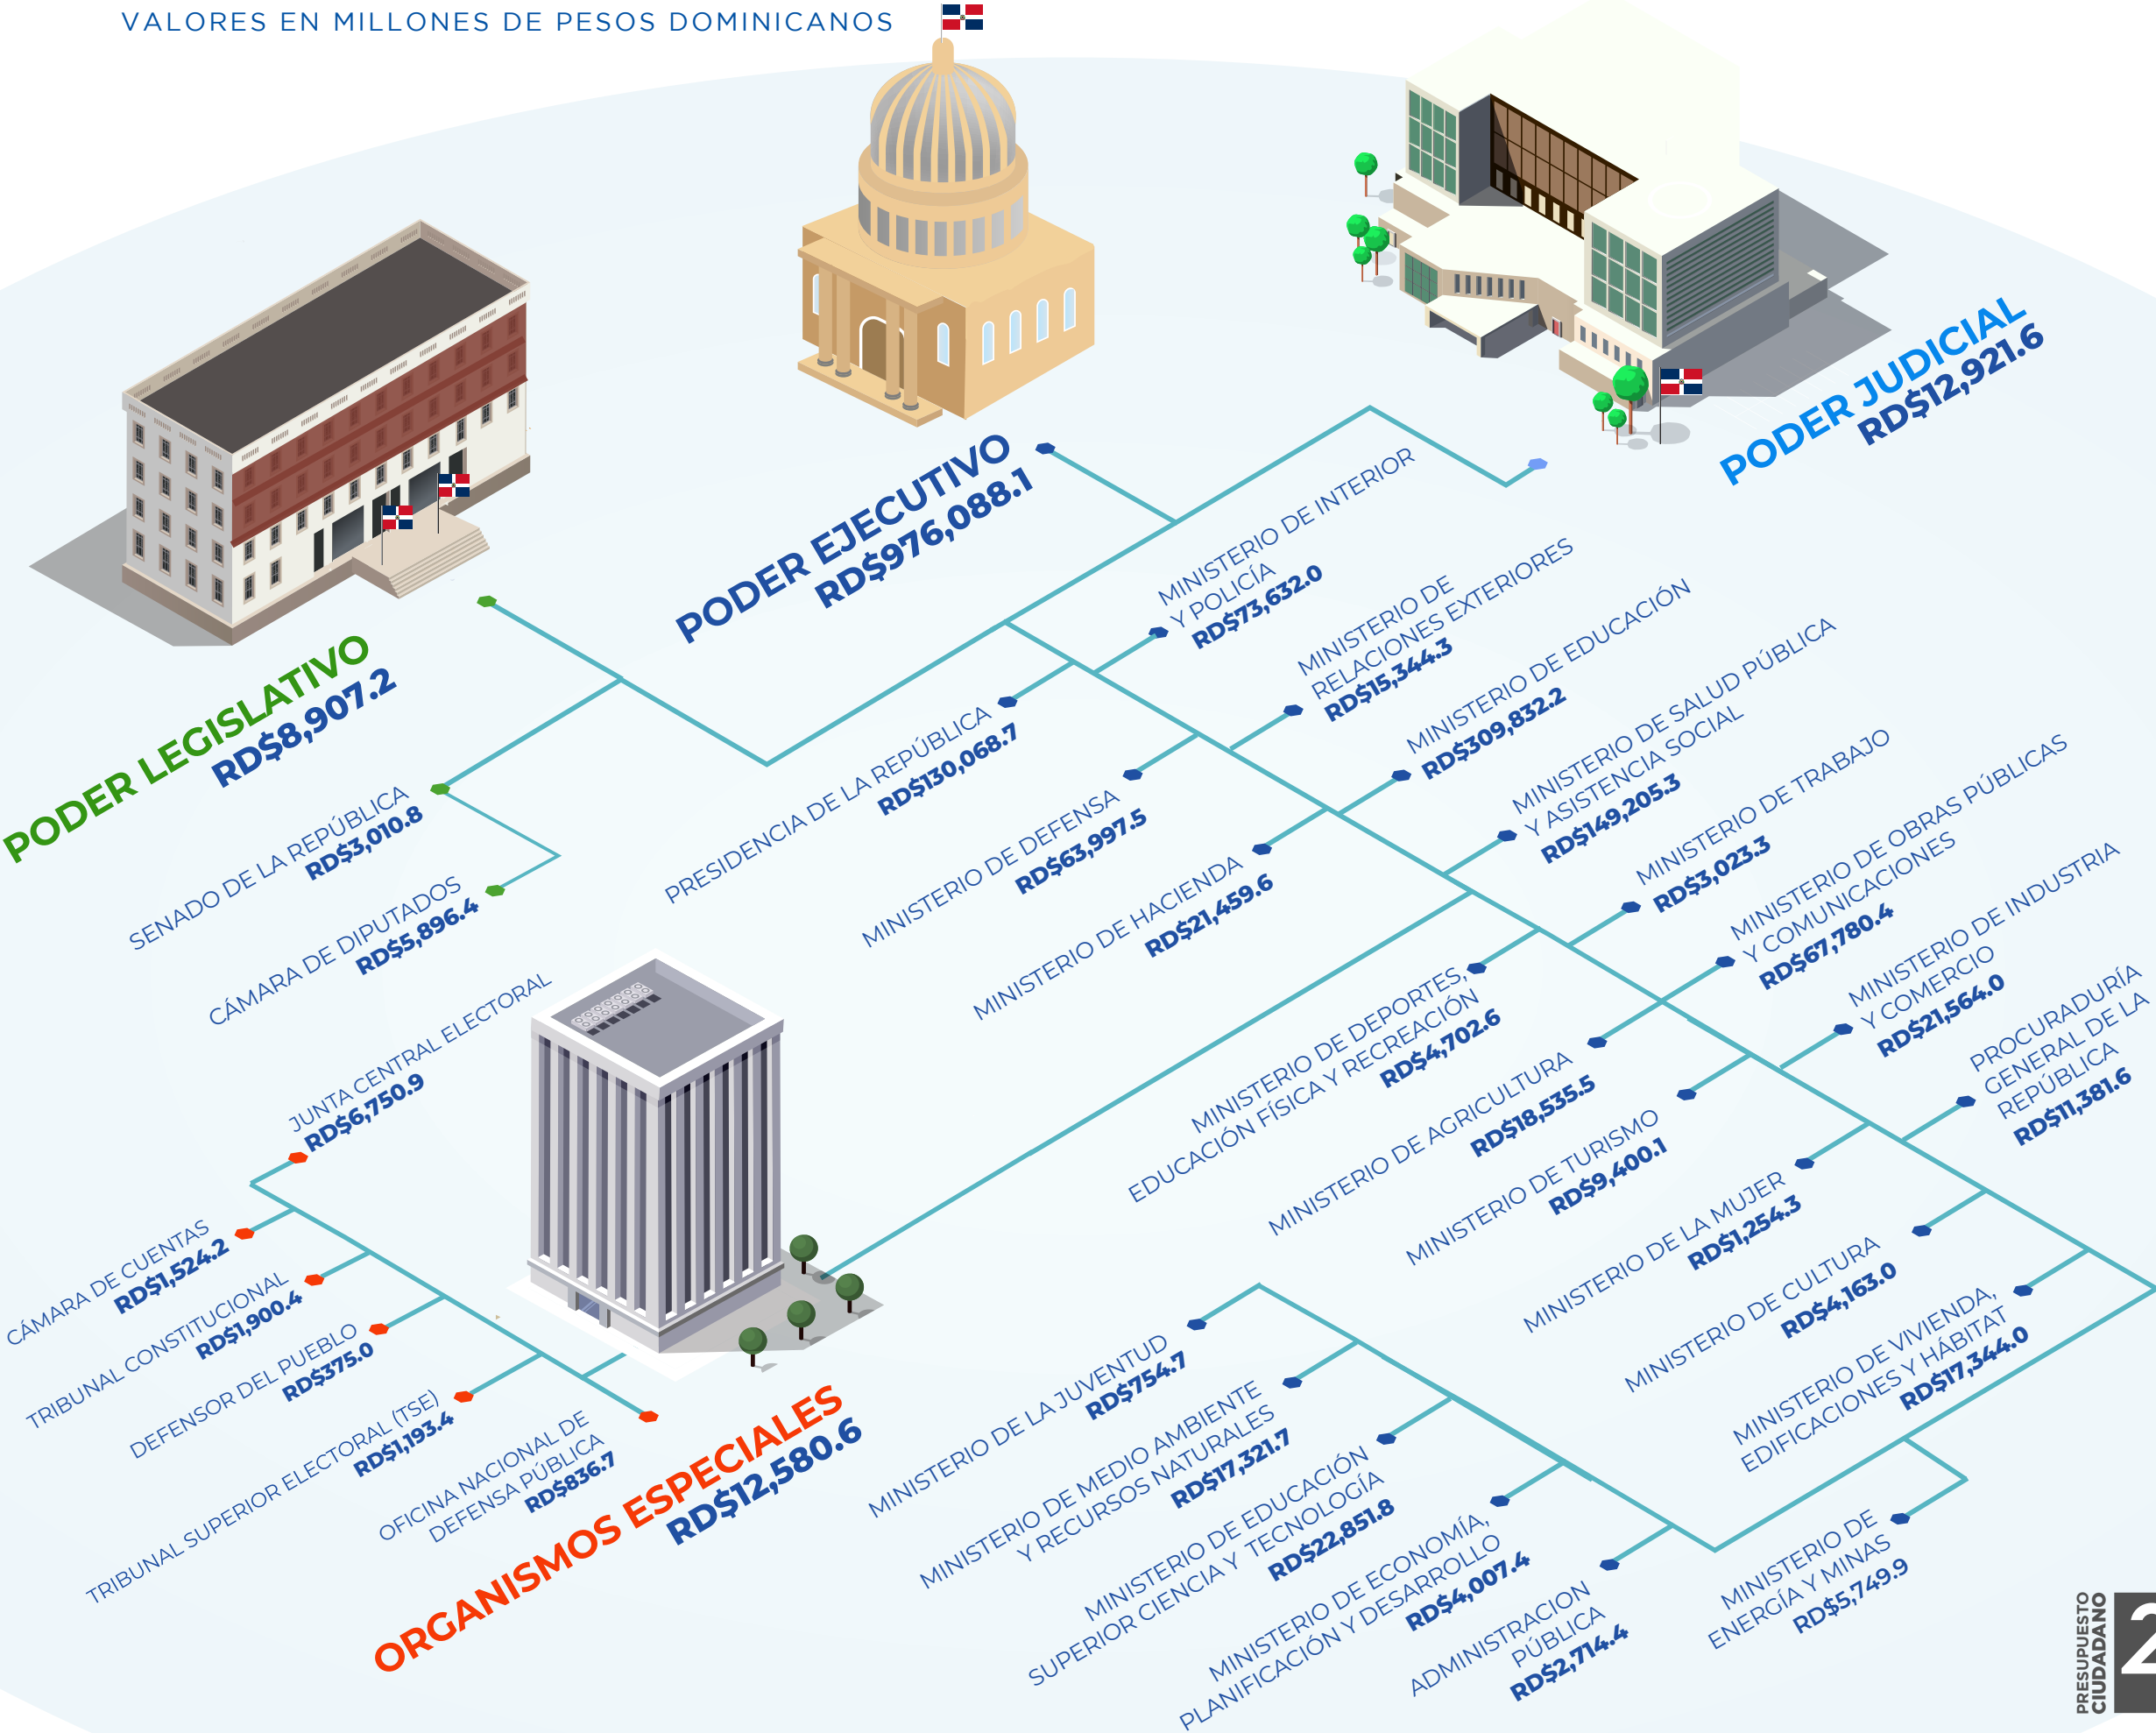 VALORES EN MILLONES DE PESOS DOMINICANOS
PODER LEGISLATIVO
RD$8,907.2
SENADO DE LA REPÚBLICA
RD$3,010.8
CÁMARA DE DIPUTADOS
RD$5,896.4
PODER EJECUTIVO
RD$976,088.1
PODER JUDICIAL
RD$12,921.6
MINISTERIO DE INTERIOR
Y POLICÍA
RD$73,632.0
PRESIDENCIA DE LA REPÚBLICA
RD$130,068.7
MINISTERIO DE
RELACIONES EXTERIORES
RD$15,344.3
MINISTERIO DE DEFENSA
RD$63,997.5
MINISTERIO DE EDUCACIÓN
RD$309,832.2
MINISTERIO DE HACIENDA
RD$21,459.6
MINISTERIO DE SALUD PÚBLICA
Y ASISTENCIA SOCIAL
RD$149,205.3
MINISTERIO DE TRABAJO
RD$3,023.3
MINISTERIO DE DEPORTES,
EDUCACIÓN FÍSICA Y RECREACIÓN
RD$4,702.6
MINISTERIO DE OBRAS PÚBLICAS
Y COMUNICACIONES
RD$67,780.4
MINISTERIO DE AGRICULTURA
RD$18,535.5
MINISTERIO DE INDUSTRIA
Y COMERCIO
RD$21,564.0
MINISTERIO DE TURISMO
RD$9,400.1
PROCURADURÍA
GENERAL DE LA
REPÚBLICA
RD$11,381.6
MINISTERIO DE LA MUJER
RD$1,254.3
MINISTERIO DE CULTURA
RD$4,163.0
MINISTERIO DE VIVIENDA,
EDIFICACIONES Y HÁBITAT
RD$17,344.0
MINISTERIO DE LA JUVENTUD
RD$754.7
MINISTERIO DE MEDIO AMBIENTE
Y RECURSOS NATURALES
RD$17,321.7
MINISTERIO DE EDUCACIÓN
SUPERIOR CIENCIA Y TECNOLOGÍA
RD$22,851.8
MINISTERIO DE ECONOMÍA,
PLANIFICACIÓN Y DESARROLLO
RD$4,007.4
ADMINISTRACION
PÚBLICA
RD$2,714.4
MINISTERIO DE
ENERGÍA Y MINAS
RD$5,749.9
JUNTA CENTRAL ELECTORAL
RD$6,750.9
CÁMARA DE CUENTAS
RD$1,524.2
TRIBUNAL CONSTITUCIONAL
RD$1,900.4
DEFENSOR DEL PUEBLO
RD$375.0
TRIBUNAL SUPERIOR ELECTORAL (TSE)
RD$1,193.4
OFICINA NACIONAL DE
DEFENSA PÚBLICA
RD$836.7
ORGANISMOS ESPECIALES
RD$12,580.6
PRESUPUESTO
CIUDADANO
2